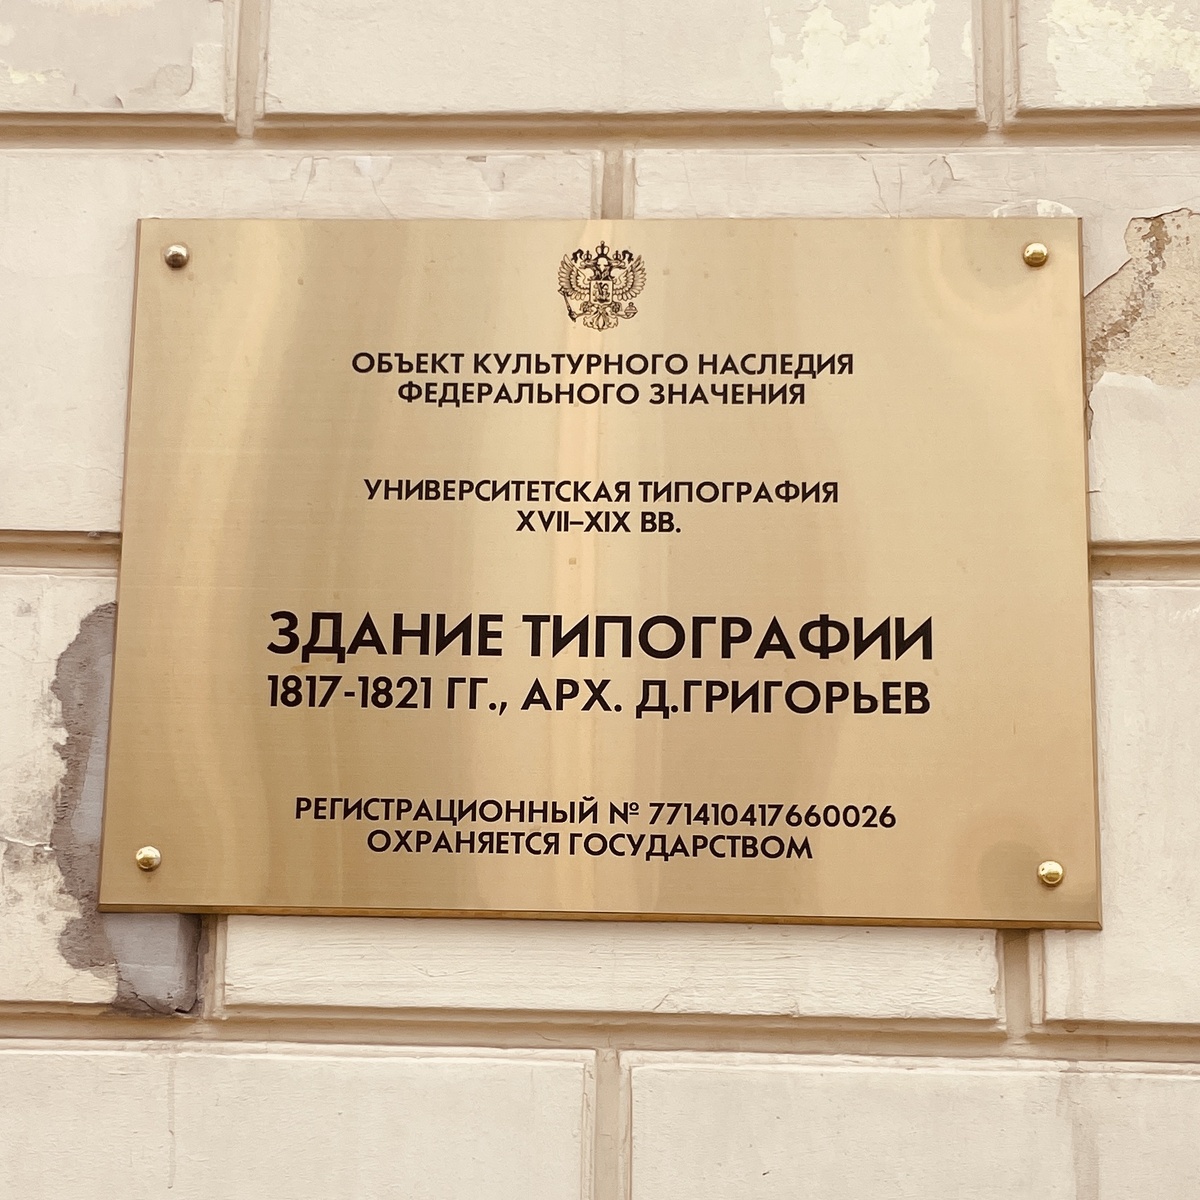 ОБЪЕКТ КУЛЬТУРНОГО НАСЛЕДИЯ
ФЕДЕРАЛЬНОГО ЗНАЧЕНИЯ
УНИВЕРСИТЕТСКАЯ ТИПОГРАФИЯ
XVII–XIX ВВ.
ЗДАНИЕ ТИПОГРАФИИ
1817-1821 ГГ., АРХ. Д.ГРИГОРЬЕВ
РЕГИСТРАЦИОННЫЙ № 771410417660026
ОХРАНЯЕТСЯ ГОСУДАРСТВОМ